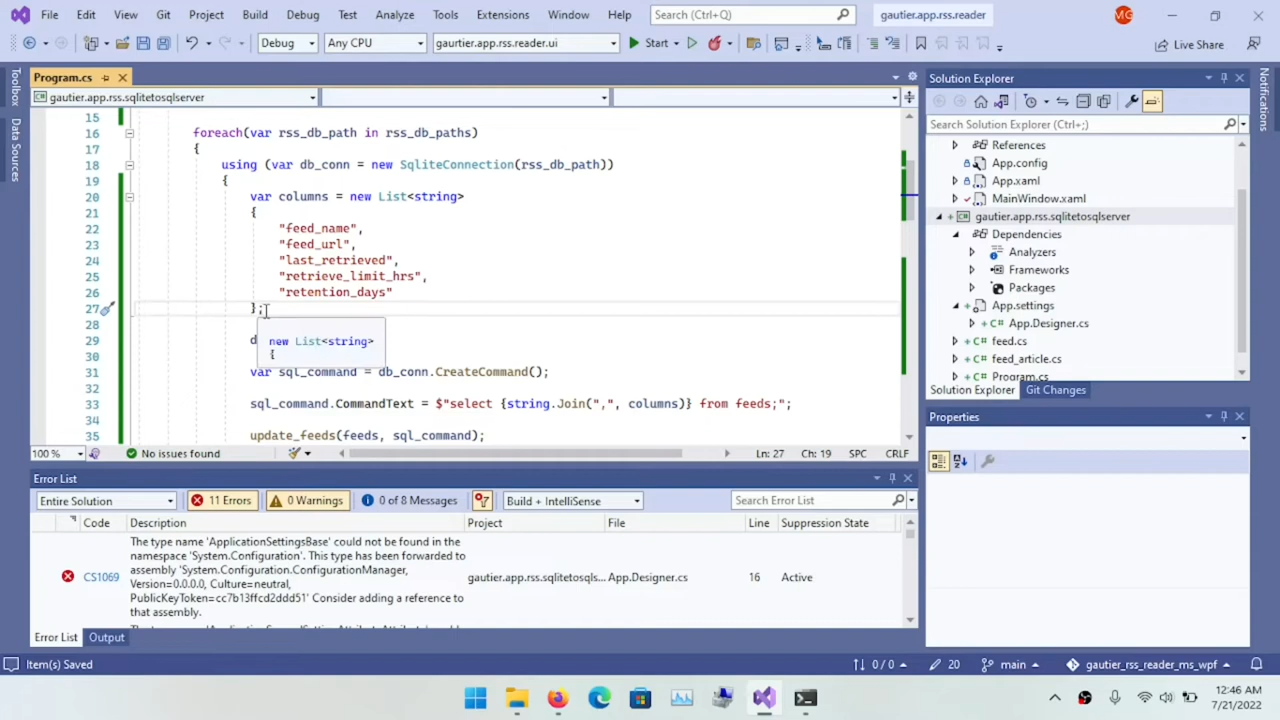 File Edit View Git Project Build Debug Test Analyze Tools Extensions Window Help Search (Ctrl+Q) gautier.app.rss.reader MG
Debug Any CPU gaurtier.app.rss.reader.ui Start Live Share
Toolbox
Data Sources
Program.cs
gautier.app.rss.sqlitetosqlserver
15
16 foreach(var rss_db_path in rss_db_paths)
17 {
18 using (var db_conn = new SqliteConnection(rss_db_path))
19 {
20 var columns = new List<string>
21 {
22 "feed_name",
23 "feed_url",
24 "last_retrieved",
25 "retrieve_limit_hrs",
26 "retention_days"
27 };
28
29 d
30
31 var sql_command = db_conn.CreateCommand();
32
33 sql_command.CommandText = $"select {string.Join(",", columns)} from feeds;";
34
35 update_feeds(feeds, sql_command);
new List<string>
{
100 % No issues found Ln: 27 Ch: 19 SPC CRLF
Error List
Entire Solution 11 Errors 0 Warnings 0 of 8 Messages Build + IntelliSense Search Error List
Code Description Project File Line Suppression State
CS1069
The type name 'ApplicationSettingsBase' could not be found in the
namespace 'System.Configuration'. This type has been forwarded to
assembly 'System.Configuration.ConfigurationManager,
Version=0.0.0.0, Culture=neutral,
PublicKeyToken=cc7b13ffcd2ddd51' Consider adding a reference to
that assembly.
gautier.app.rss.sqlitetosqls... App.Designer.cs 16 Active
Error List Output
Solution Explorer
Search Solution Explorer (Ctrl+;)
References
App.config
App.xaml
MainWindow.xaml
gautier.app.rss.sqlitetosqlserver
Dependencies
Analyzers
Frameworks
Packages
App.settings
App.Designer.cs
feed.cs
feed_article.cs
Program.cs
Solution Explorer Git Changes
Properties
Notifications
Item(s) Saved 0 / 0 20 main gautier_rss_reader_ms_wpf
12:46 AM
7/21/2022